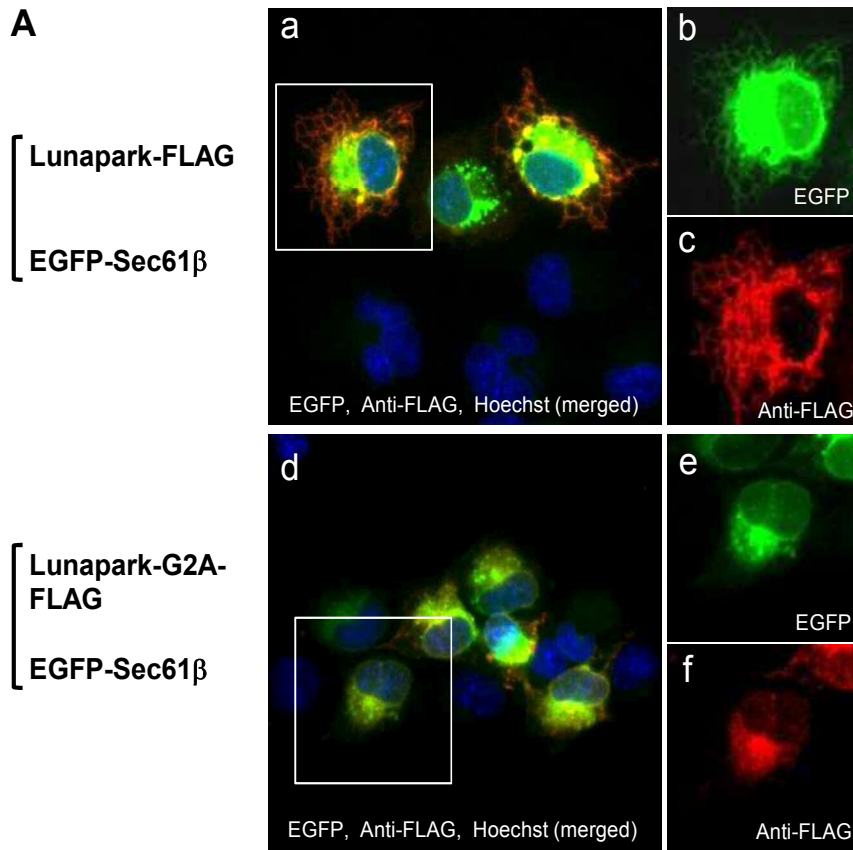 A
a
b
Lunapark-FLAG
EGFP-Sec61β
EGFP
c
EGFP, Anti-FLAG, Hoechst (merged)
Anti-FLAG
d
e
Lunapark-G2A-
FLAG
EGFP-Sec61β
EGFP
f
EGFP, Anti-FLAG, Hoechst (merged)
Anti-FLAG